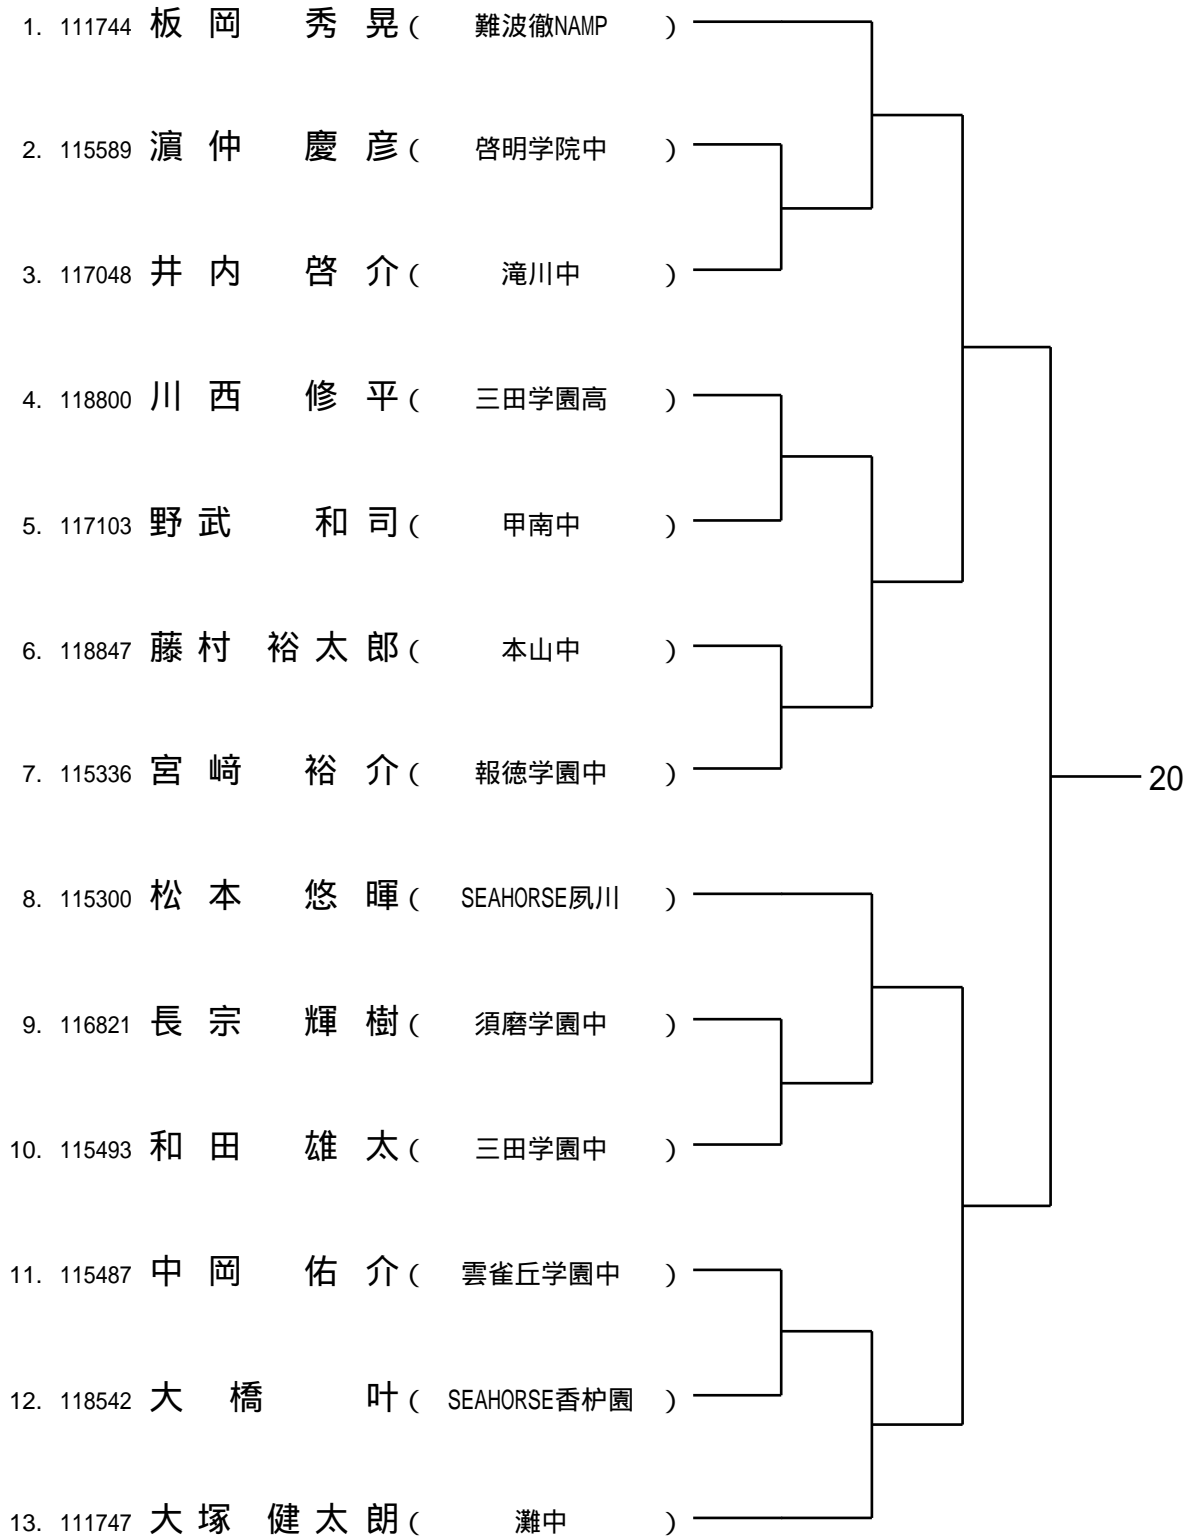 1. 111744 板岡 秀晃 ( 難波徹NAMP )
2. 115589 濵仲 慶彦 ( 啓明学院中 )
3. 117048 井内 啓介 ( 滝川中 )
4. 118800 川西 修平 ( 三田学園高 )
5. 117103 野武 和司 ( 甲南中 )
6. 118847 藤村 裕太郎 ( 本山中 )
7. 115336 宮﨑 裕介 ( 報徳学園中 )
20
8. 115300 松本 悠暉 ( SEAHORSE夙川 )
9. 116821 長宗 輝樹 ( 須磨学園中 )
10. 115493 和田 雄太 ( 三田学園中 )
11. 115487 中岡 佑介 ( 雲雀丘学園中 )
12. 118542 大橋 叶 ( SEAHORSE香枦園 )
13. 111747 大塚 健太朗 ( 灘中 )